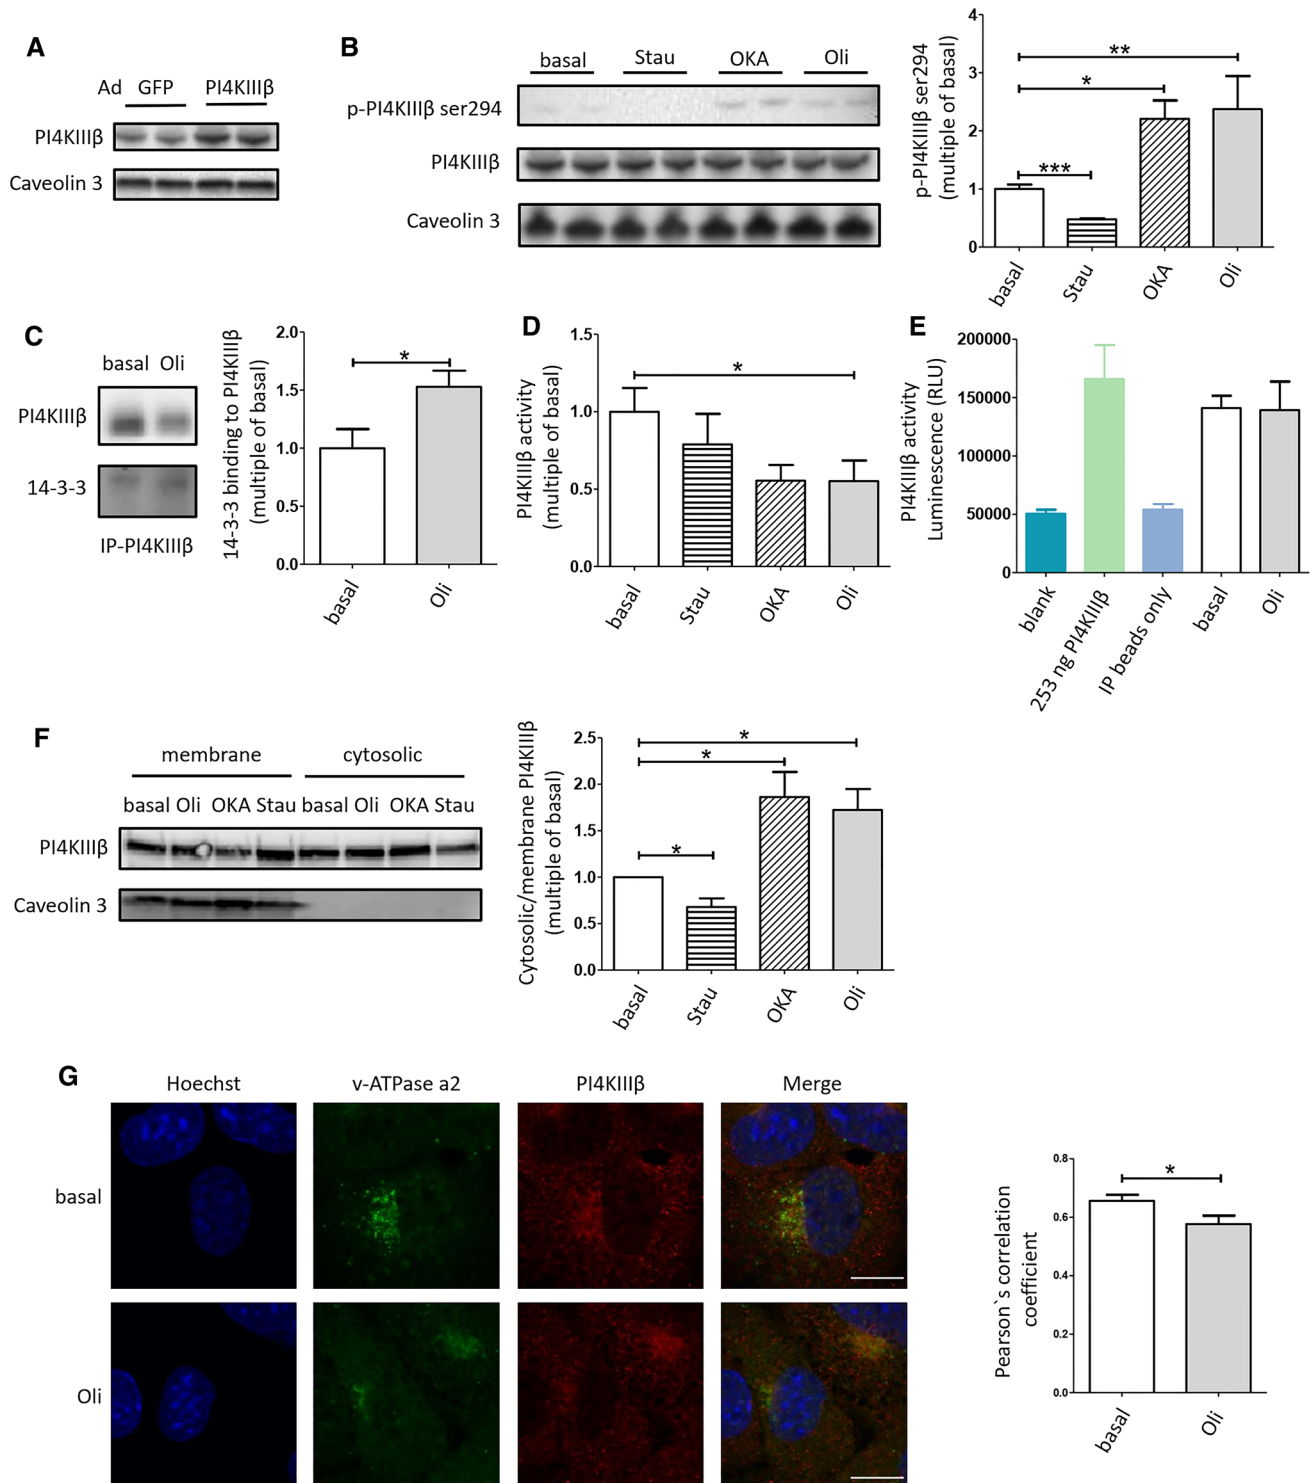 A
Ad GFP PI4KIIIβ
PI4KIIIβ
Caveolin 3
B
basal Stau OKA Oli
p-PI4KIIIβ ser294
PI4KIIIβ
Caveolin 3
p-PI4KIIIβ ser294
(multiple of basal)
4
3
2
1
0
**
*
***
basal Stau OKA Oli
C
basal Oli
PI4KIIIβ
14-3-3
IP-PI4KIIIβ
14-3-3 binding to PI4KIIIβ
(multiple of basal)
2.0
1.5
1.0
0.5
0.0
*
basal Oli
D
PI4KIIIβ activity
(multiple of basal)
1.5
1.0
0.5
0.0
*
basal Stau OKA Oli
E
PI4KIIIβ activity
Luminescence (RLU)
200000
150000
100000
50000
0
blank 253 ng PI4KIIIβ IP beads only basal Oli
F
membrane cytosolic
basal Oli OKA Stau basal Oli OKA Stau
PI4KIIIβ
Caveolin 3
Cytosolic/membrane PI4KIIIβ
(multiple of basal)
2.5
2.0
1.5
1.0
0.5
0.0
*
*
*
basal Stau OKA Oli
G
Hoechst v-ATPase a2 PI4KIIIβ Merge
basal
Oli
Pearson`s correlation
coefficient
0.8
0.6
0.4
0.2
0.0
*
basal Oli